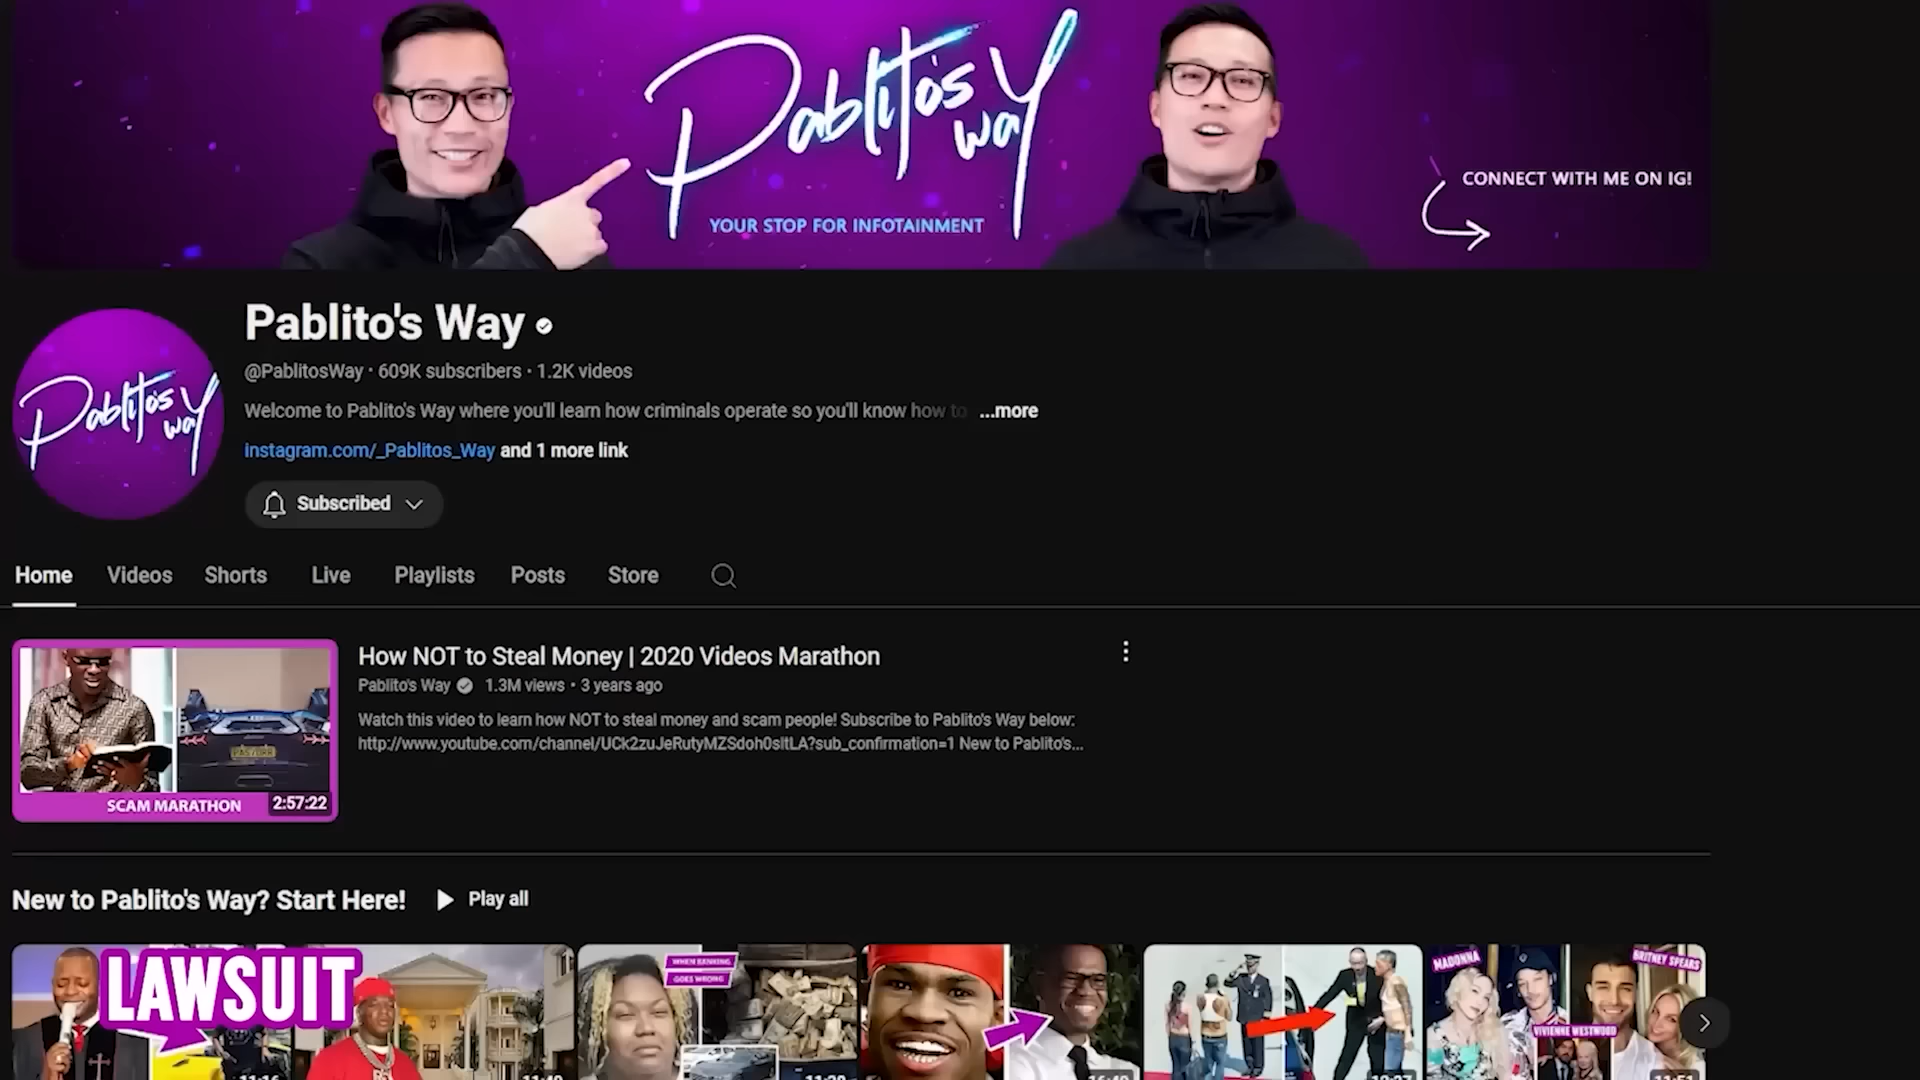 Pablito's way
YOUR STOP FOR INFOTAINMENT
CONNECT WITH ME ON IG!
Pablito's way
Pablito's Way
@PablitosWay · 609K subscribers · 1.2K videos
Welcome to Pablito's Way where you'll learn how criminals operate so you'll know how to ...more
instagram.com/_Pablitos_Way and 1 more link
Subscribed
Home Videos Shorts Live Playlists Posts Store
How NOT to Steal Money | 2020 Videos Marathon
Pablito's Way 1.3M views · 3 years ago
Watch this video to learn how NOT to steal money and scam people! Subscribe to Pablito's Way below:
http://www.youtube.com/channel/UCk2zuJeRutyMZSdoh0sItLA?sub_confirmation=1 New to Pablito's...
SCAM MARATHON
2:57:22
New to Pablito's Way? Start Here!
Play all
LAWSUIT
WHEN BANKING
GOES WRONG
MADONNA
BRITNEY SPEARS
VIVIENNE WESTWOOD